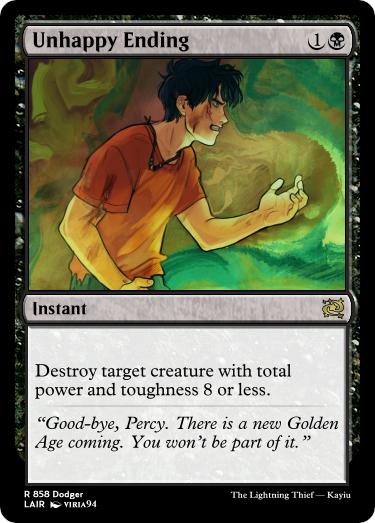 Unhappy Ending 1
Instant
Destroy target creature with total
power and toughness 8 or less.
“Good-bye, Percy. There is a new Golden
Age coming. You won’t be part of it.”
R 858 Dodger
LAIR VIRIA94
The Lightning Thief — Kayiu